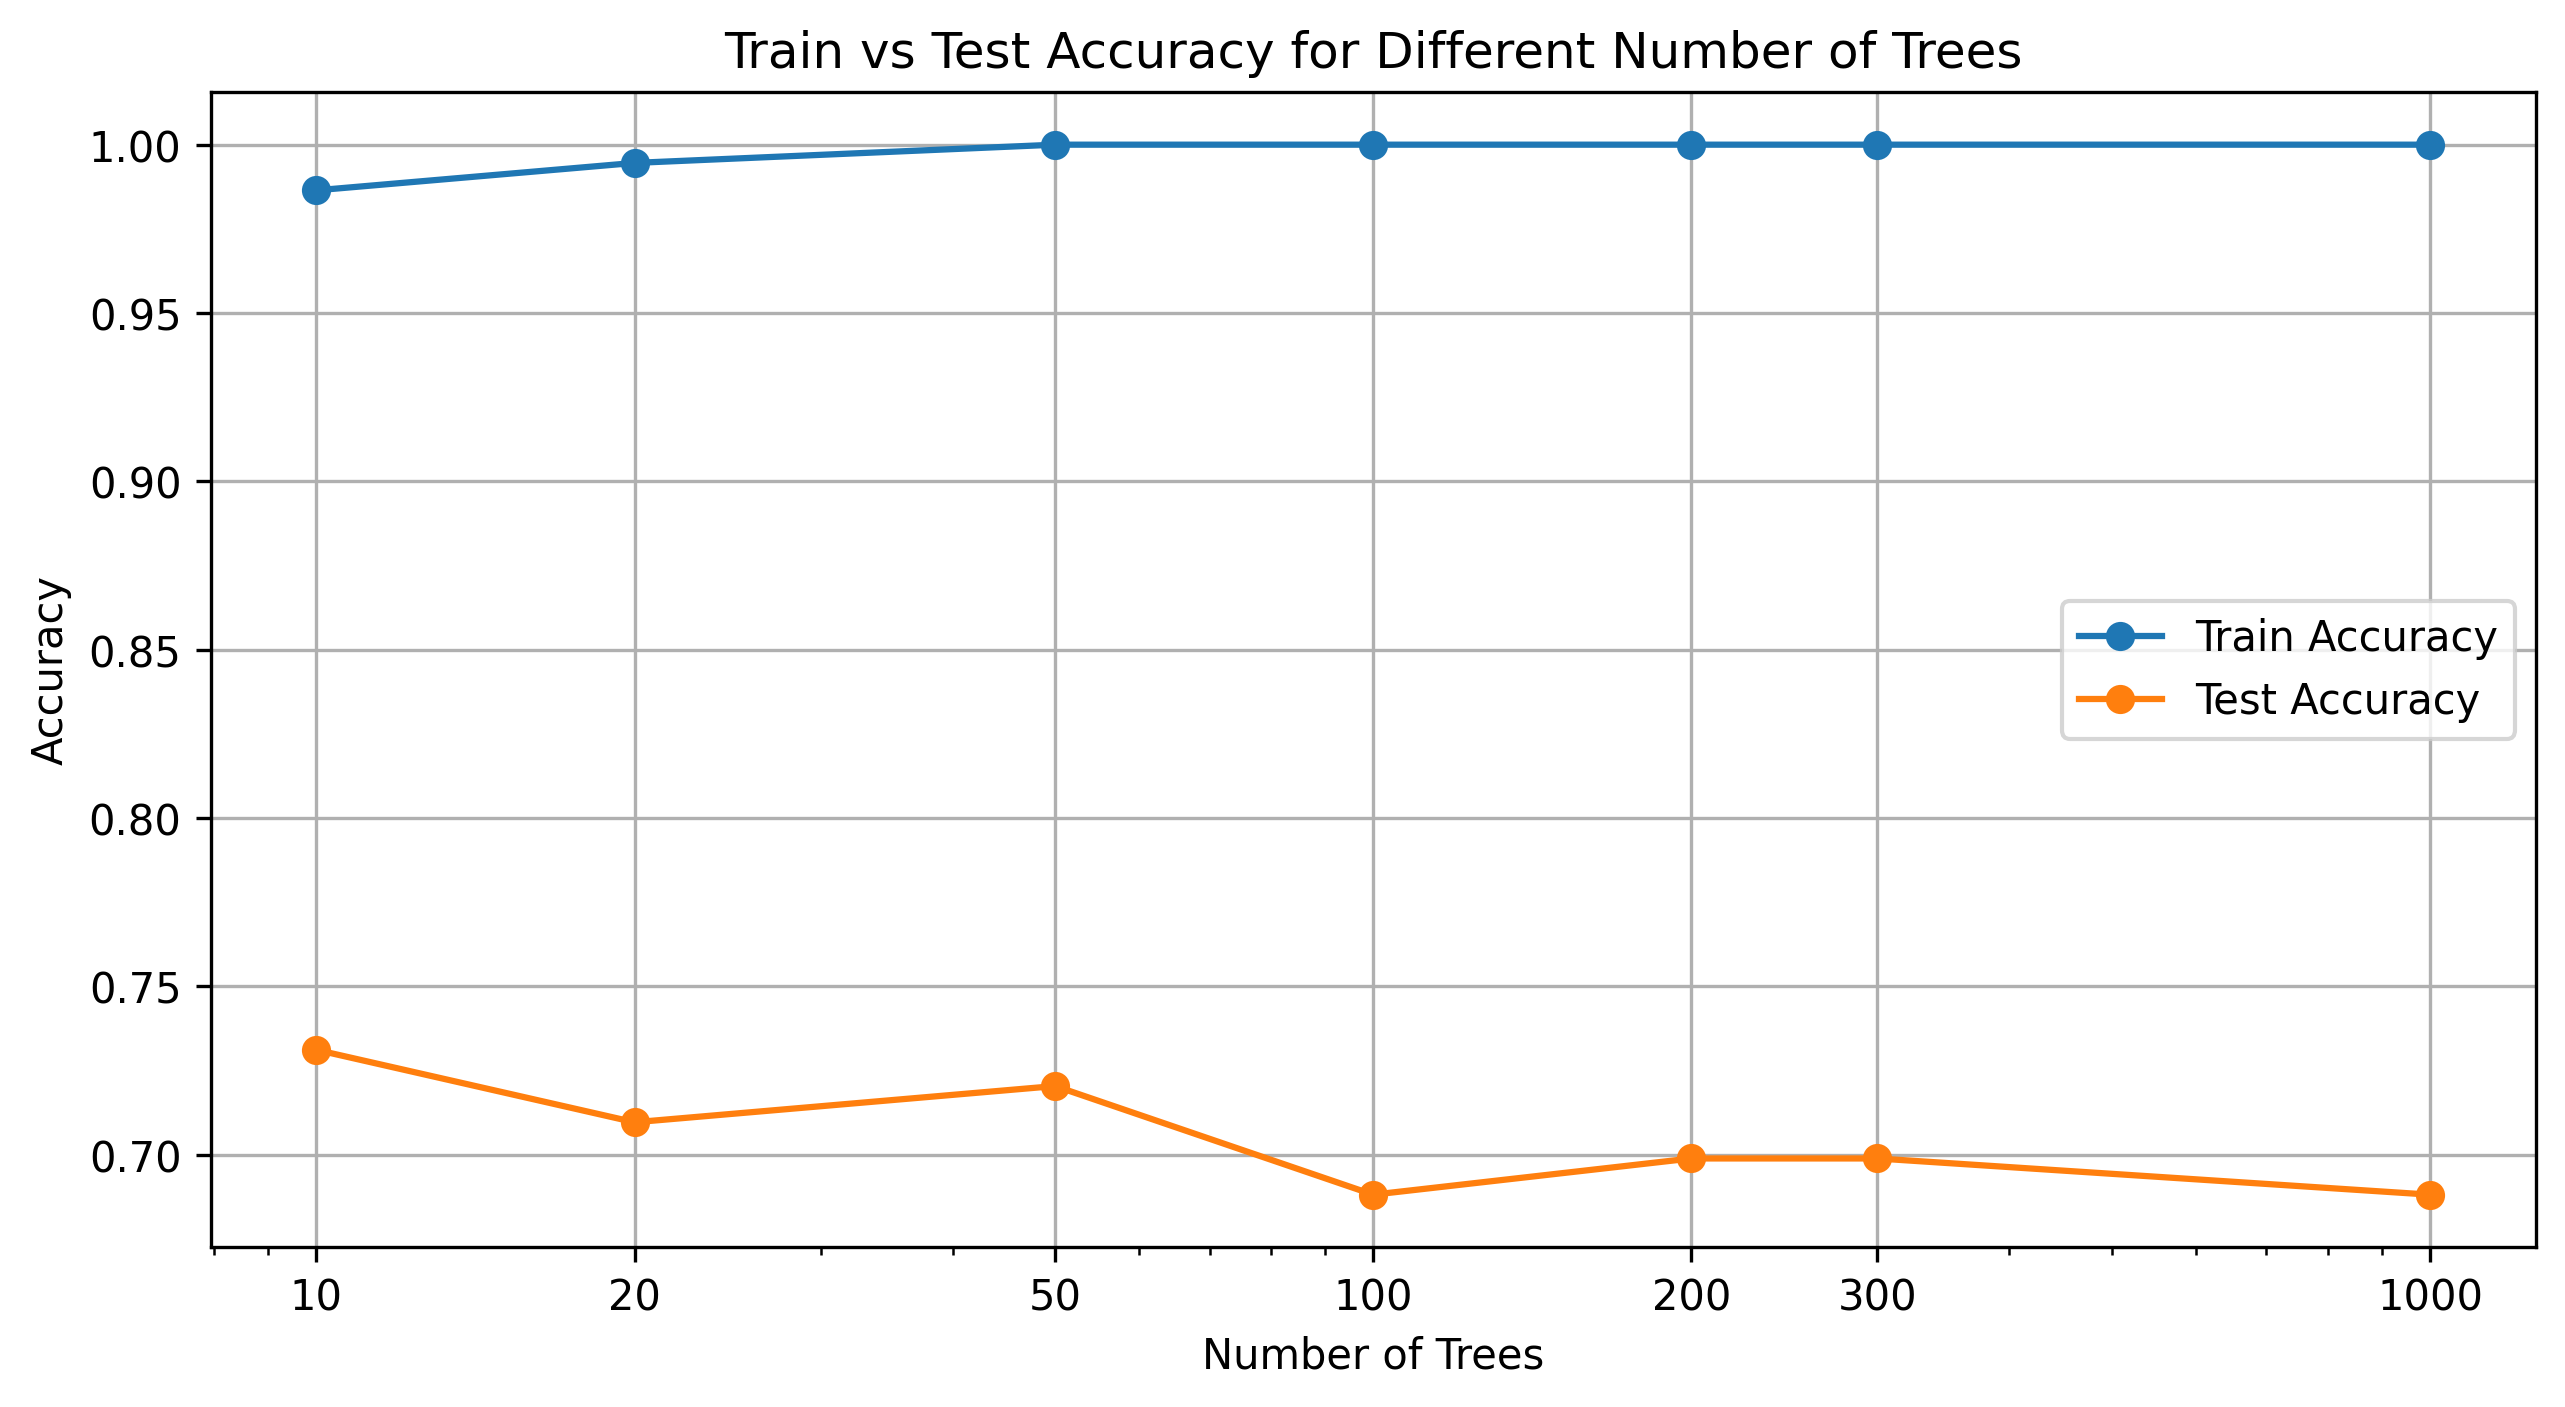 Train vs Test Accuracy for Different Number of Trees
1.00
0.95
0.90
0.85
0.80
0.75
0.70
Accuracy
Train Accuracy
Test Accuracy
10 20 50 100 200 300 1000
Number of Trees